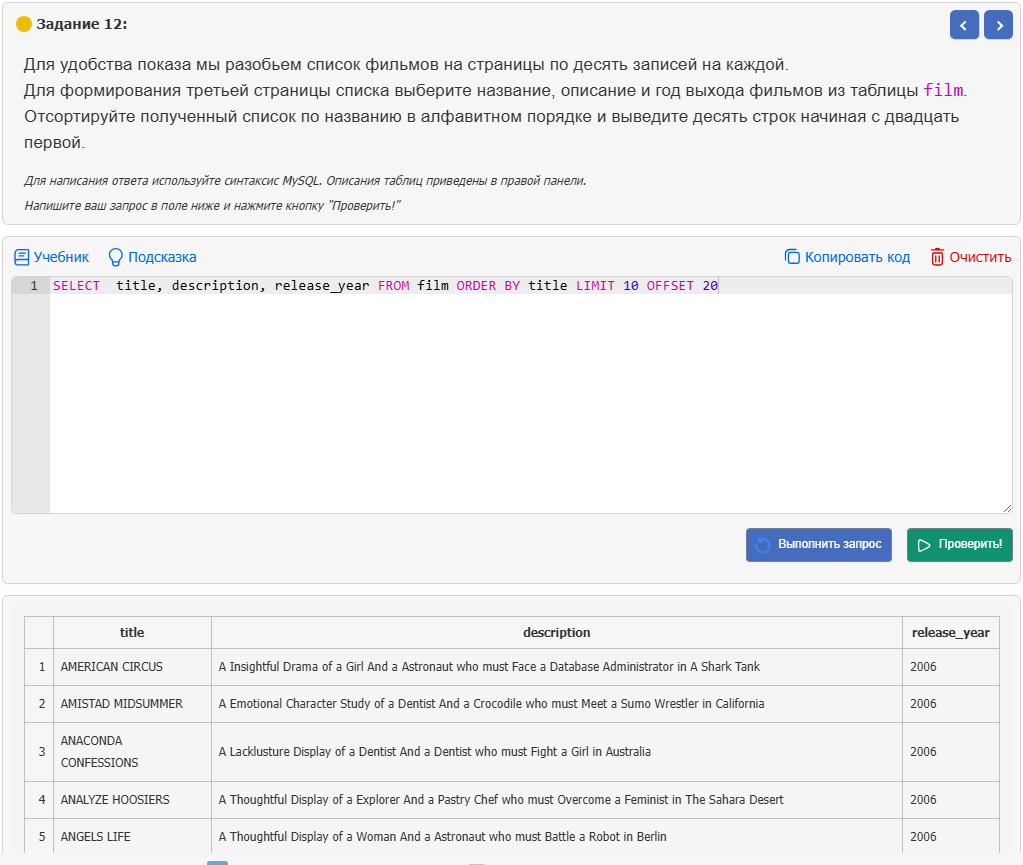 Задание 12:
Для удобства показа мы разобьем список фильмов на страницы по десять записей на каждой.
Для формирования третьей страницы списка выберите название, описание и год выхода фильмов из таблицы film.
Отсортируйте полученный список по названию в алфавитном порядке и выведите десять строк начиная с двадцать
первой.
Для написания ответа используйте синтаксис MySQL. Описания таблиц приведены в правой панели.
Напишите ваш запрос в поле ниже и нажмите кнопку "Проверить!"
Учебник Подсказка Копировать код Очистить
1 SELECT  title, description, release_year FROM film ORDER BY title LIMIT 10 OFFSET 20
Выполнить запрос Проверить!
title description release_year
1 AMERICAN CIRCUS A Insightful Drama of a Girl And a Astronaut who must Face a Database Administrator in A Shark Tank 2006
2 AMISTAD MIDSUMMER A Emotional Character Study of a Dentist And a Crocodile who must Meet a Sumo Wrestler in California 2006
3 ANACONDA CONFESSIONS A Lacklusture Display of a Dentist And a Dentist who must Fight a Girl in Australia 2006
4 ANALYZE HOOSIERS A Thoughtful Display of a Explorer And a Pastry Chef who must Overcome a Feminist in The Sahara Desert 2006
5 ANGELS LIFE A Thoughtful Display of a Woman And a Astronaut who must Battle a Robot in Berlin 2006